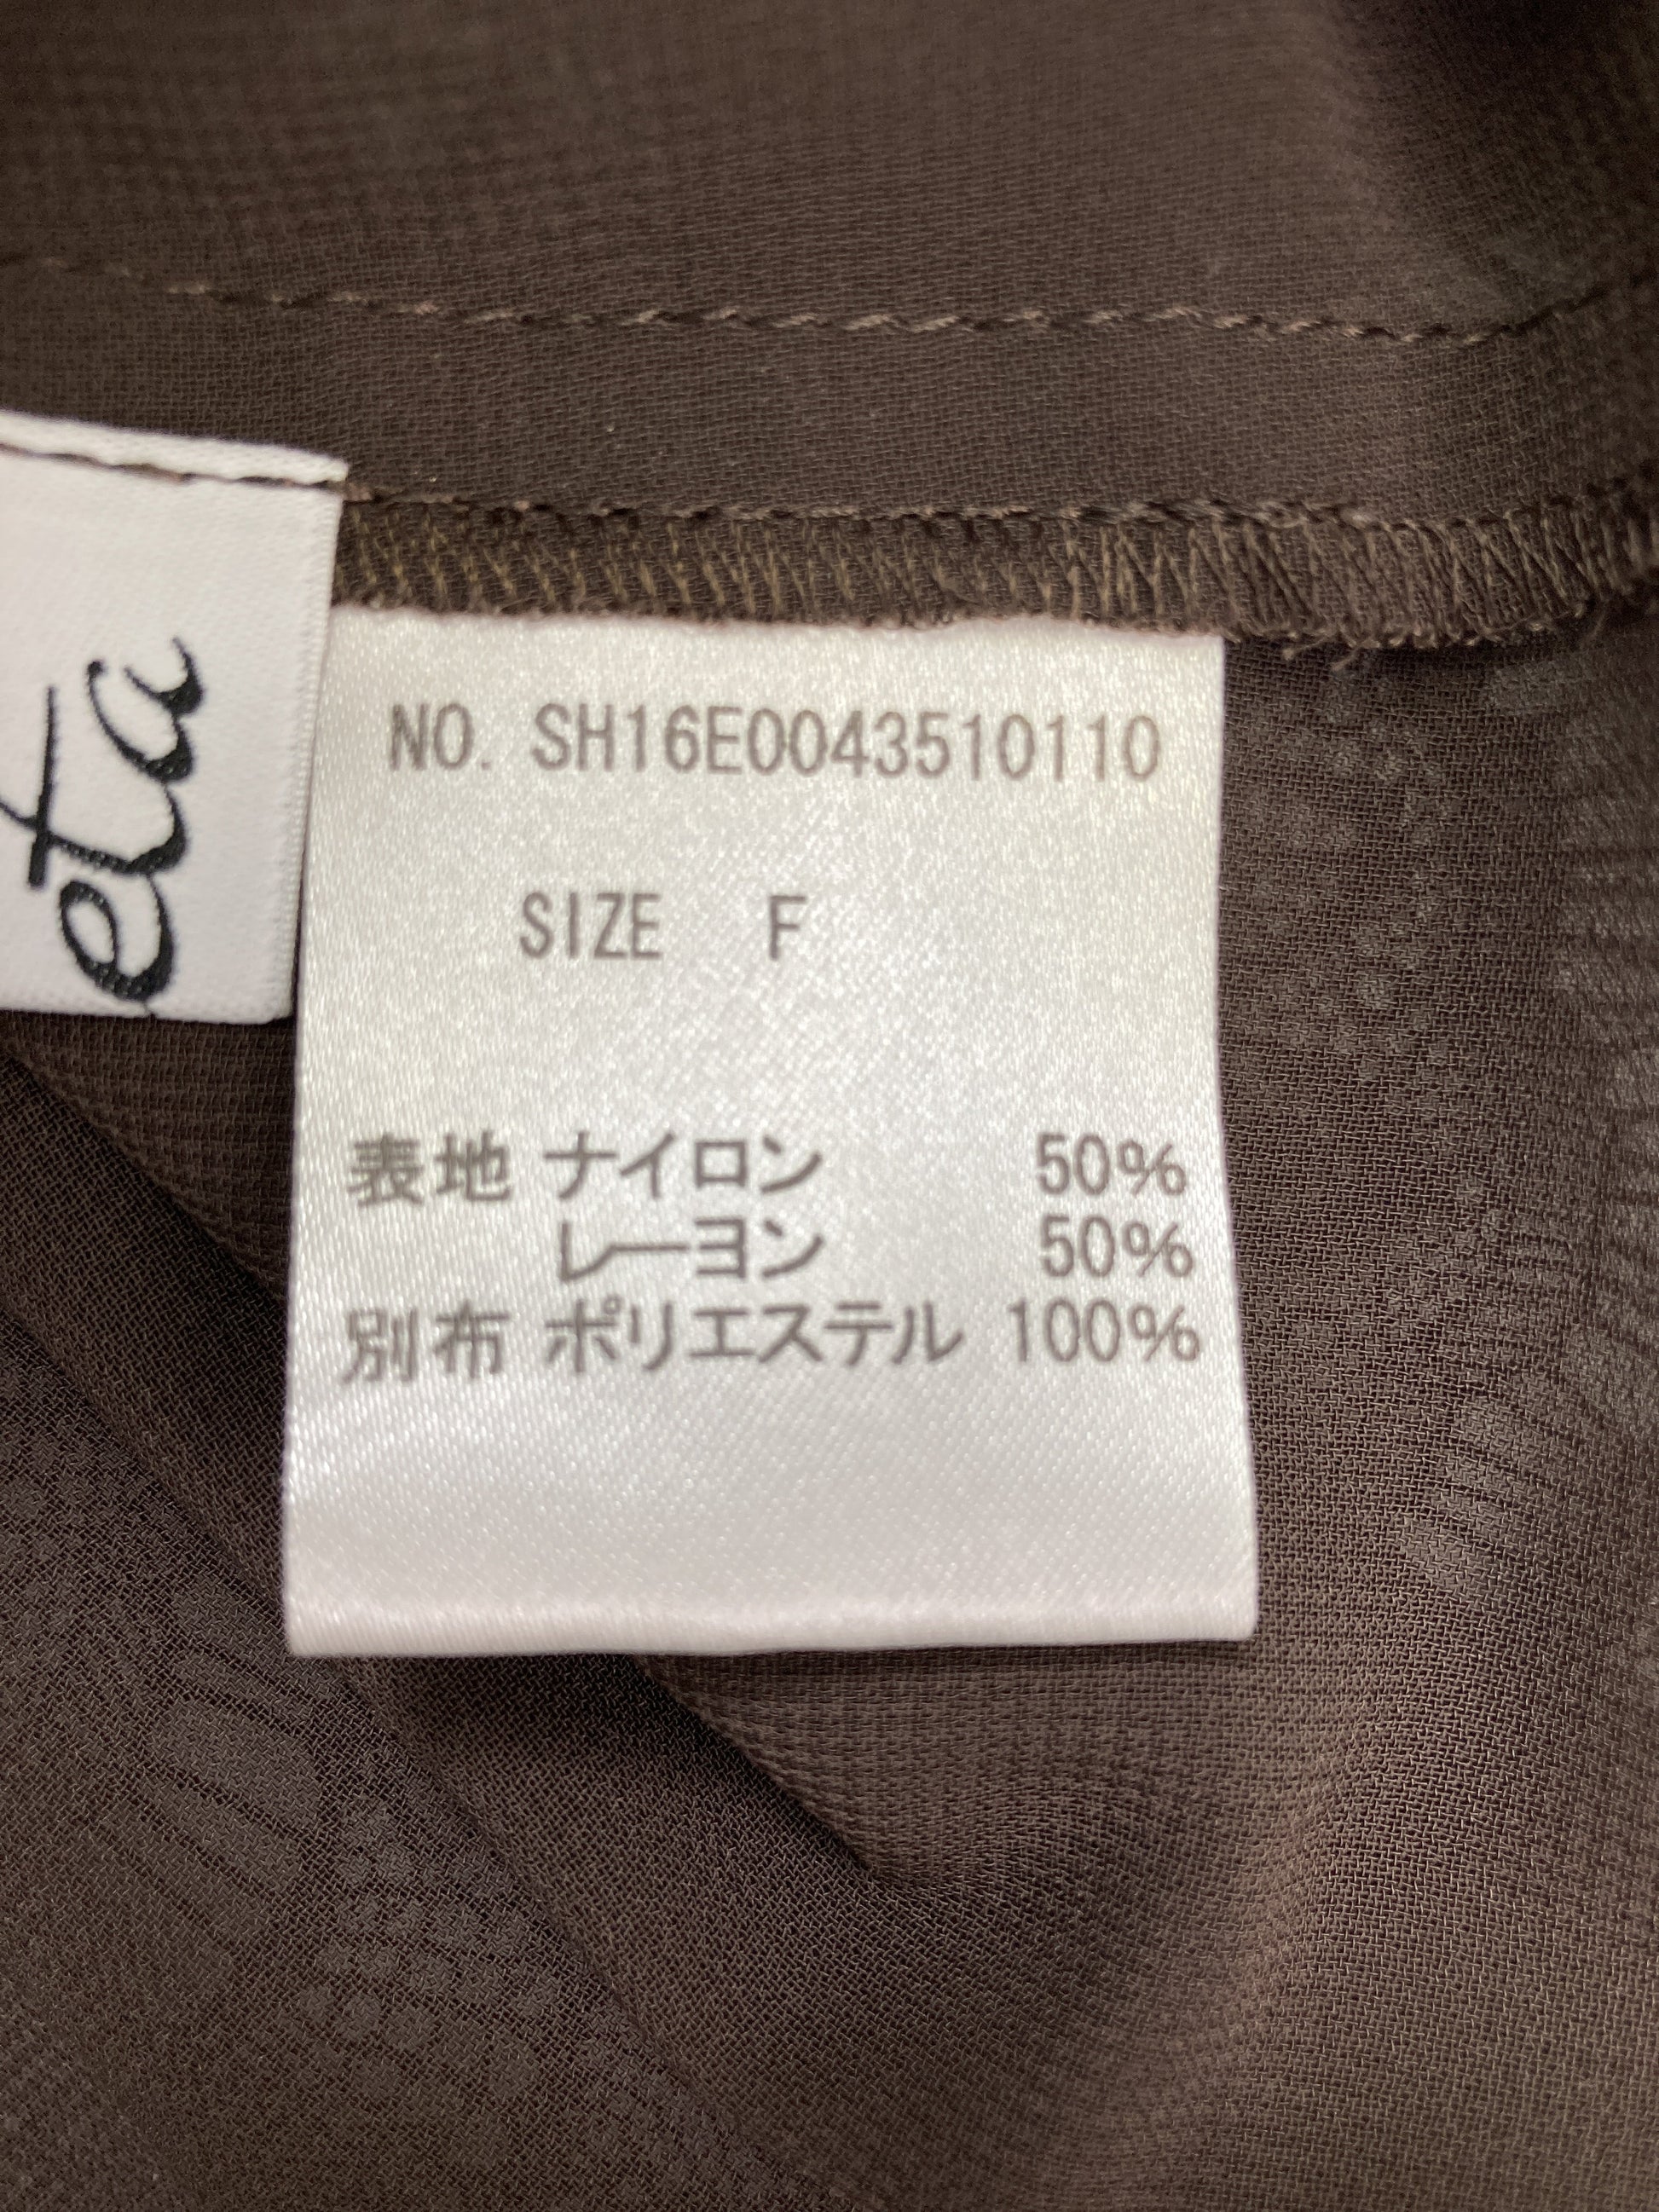 eta
NO. SH16E0043510110
SIZE F
表地 ナイロン 50%
レーヨン 50%
別布 ポリエステル 100%